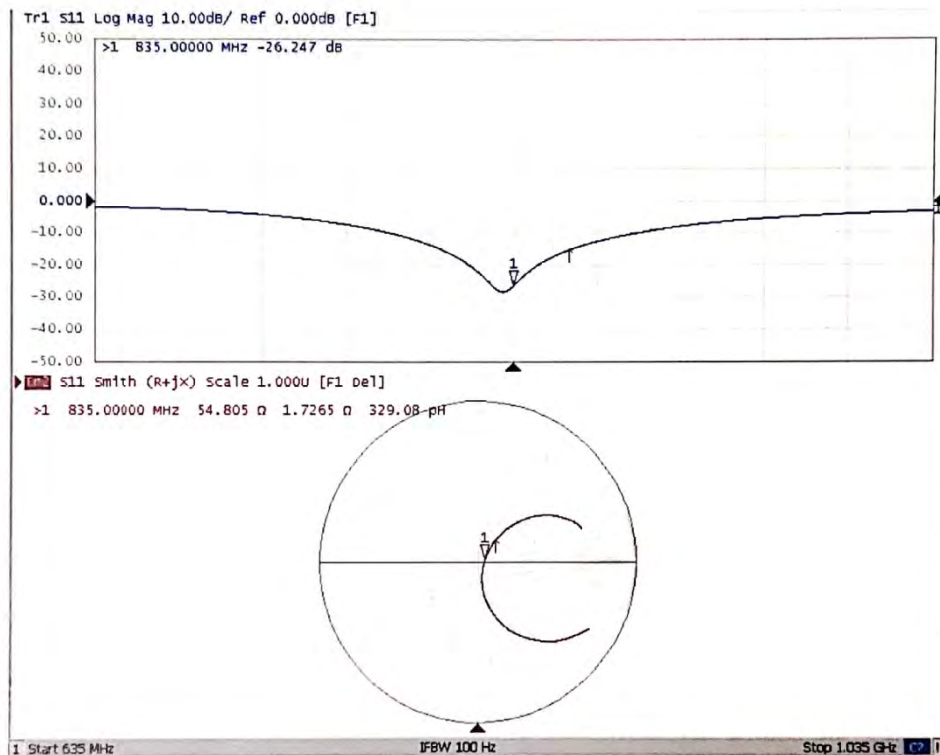 Tr1 S11 Log Mag 10.00dB/ Ref 0.000dB [F1]
50.00
>1 835.00000 MHz -26.247 dB
40.00
30.00
20.00
10.00
0.000
-10.00
-20.00
1
-30.00
-40.00
-50.00
S11 Smith (R+jX) Scale 1.000U [F1 Del]
>1 835.00000 MHz 54.805 Ω 1.7265 Ω 329.08 pH
1
1 Start 635 MHz IFBW 100 Hz Stop 1.035 GHz C?